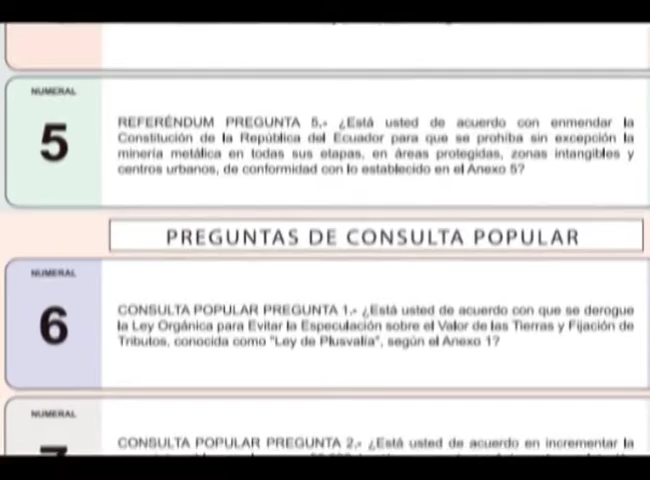 NUMERAL
5
REFERÉNDUM PREGUNTA 5.- ¿Está usted de acuerdo con enmendar la
Constitución de la República del Ecuador para que se prohíba sin excepción la
minería metálica en todas sus etapas, en áreas protegidas, zonas intangibles y
centros urbanos, de conformidad con lo establecido en el Anexo 5?
PREGUNTAS DE CONSULTA POPULAR
NUMERAL
6
CONSULTA POPULAR PREGUNTA 1.- ¿Está usted de acuerdo con que se derogue
la Ley Orgánica para Evitar la Especulación sobre el Valor de las Tierras y Fijación de
Tributos, conocida como "Ley de Plusvalía", según el Anexo 1?
NUMERAL
CONSULTA POPULAR PREGUNTA 2.- ¿Está usted de acuerdo en incrementar la